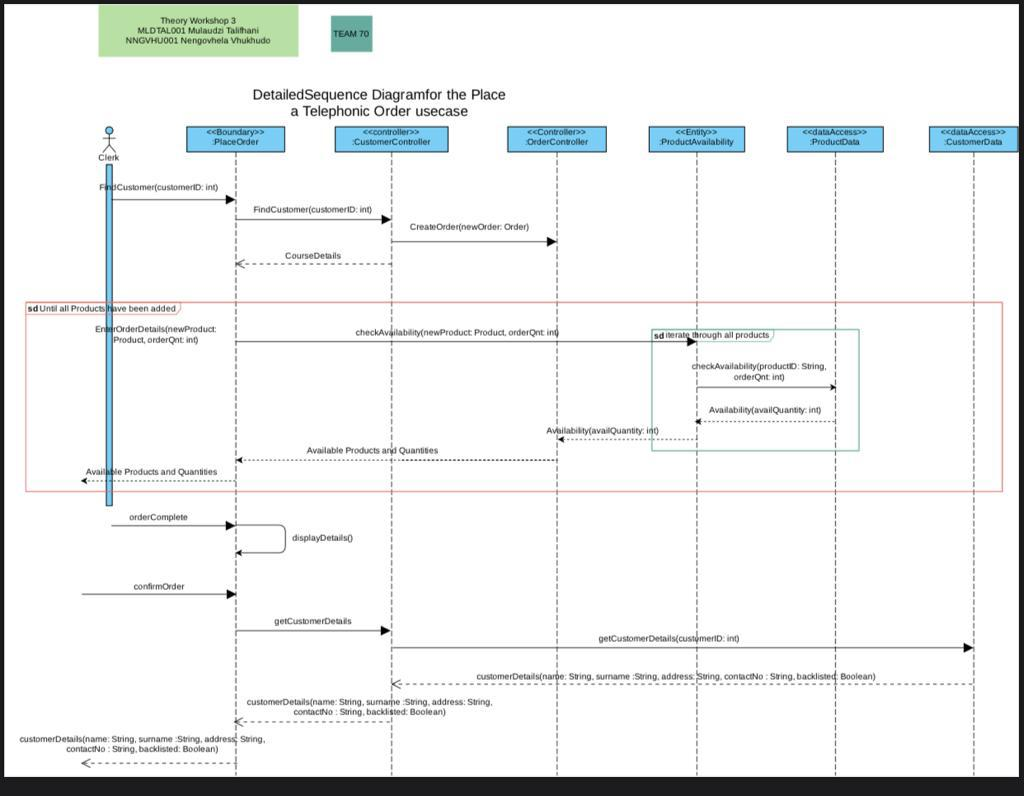 Theory Workshop 3
MLDTAL001 Mulaudzi Talifhani
NNGVHU001 Nengovhela Vhukhudo
TEAM 70
DetailedSequence Diagramfor the Place
a Telephonic Order usecase
Clerk
<<Boundary>>
:PlaceOrder
<<controller>>
:CustomerController
<<Controller>>
:OrderController
<<Entity>>
:ProductAvailability
<<dataAccess>>
:ProductData
<<dataAccess>>
:CustomerData
FindCustomer(customerID: int)
FindCustomer(customerID: int)
CreateOrder(newOrder: Order)
CourseDetails
sd Until all Products have been added
EnterOrderDetails(newProduct:
Product, orderQnt: int)
checkAvailability(newProduct: Product, orderQnt: int)
sd iterate through all products
checkAvailability(productID: String,
orderQnt: int)
Availability(availQuantity: int)
Availability(availQuantity: int)
Available Products and Quantities
Available Products and Quantities
orderComplete
displayDetails()
confirmOrder
getCustomerDetails
getCustomerDetails(custumerID: int)
customerDetails(name: String, surname :String, address: String, contactNo : String, backlisted: Boolean)
customerDetails(name: String, surname :String, address: String,
contactNo : String, backlisted: Boolean)
customerDetails(name: String, surname :String, address: String,
contactNo : String, backlisted: Boolean)